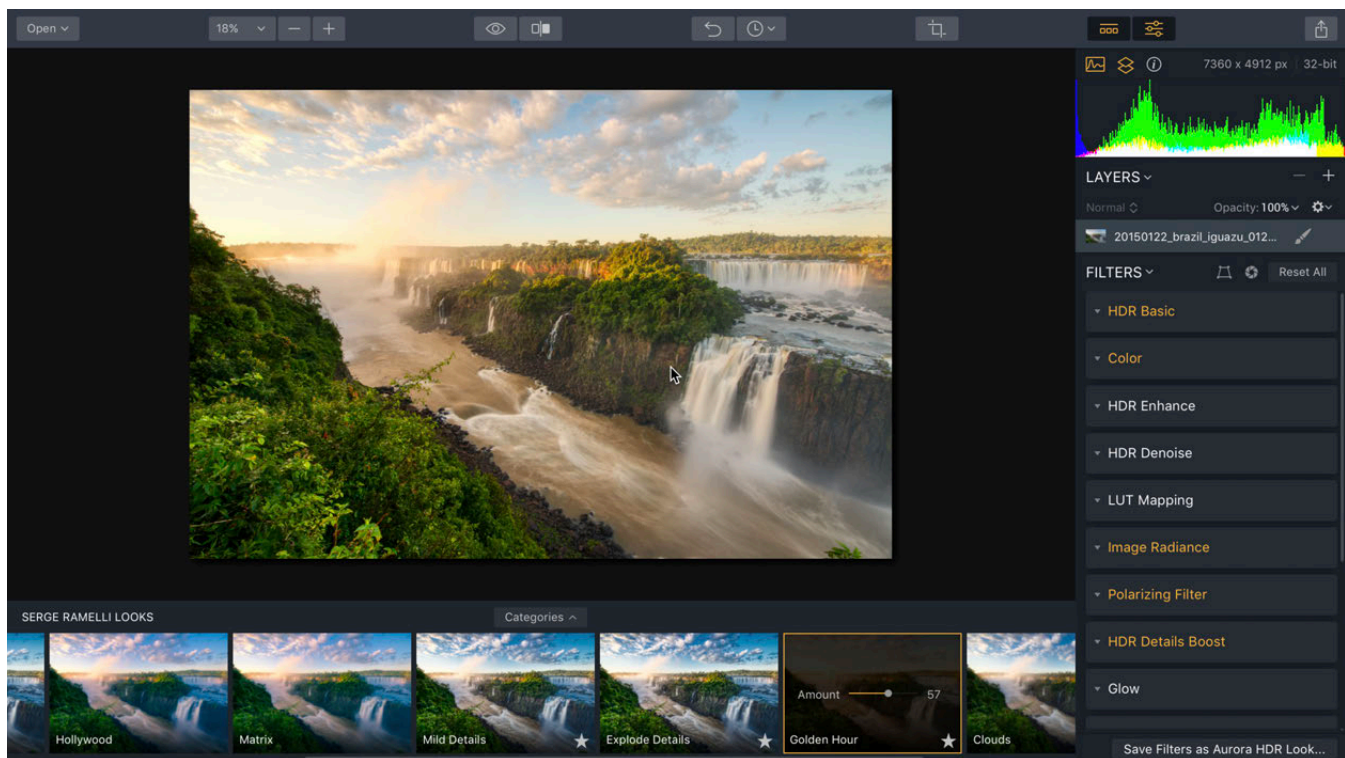 Open
18%
7360 x 4912 px 32-bit
LAYERS
Normal Opacity: 100%
20150122_brazil_iguazu_012...
FILTERS Reset All
HDR Basic
Color
HDR Enhance
HDR Denoise
LUT Mapping
Image Radiance
Polarizing Filter
HDR Details Boost
Glow
Save Filters as Aurora HDR Look...
SERGE RAMELLI LOOKS Categories
Amount 57
Hollywood Matrix Mild Details Explode Details Golden Hour Clouds